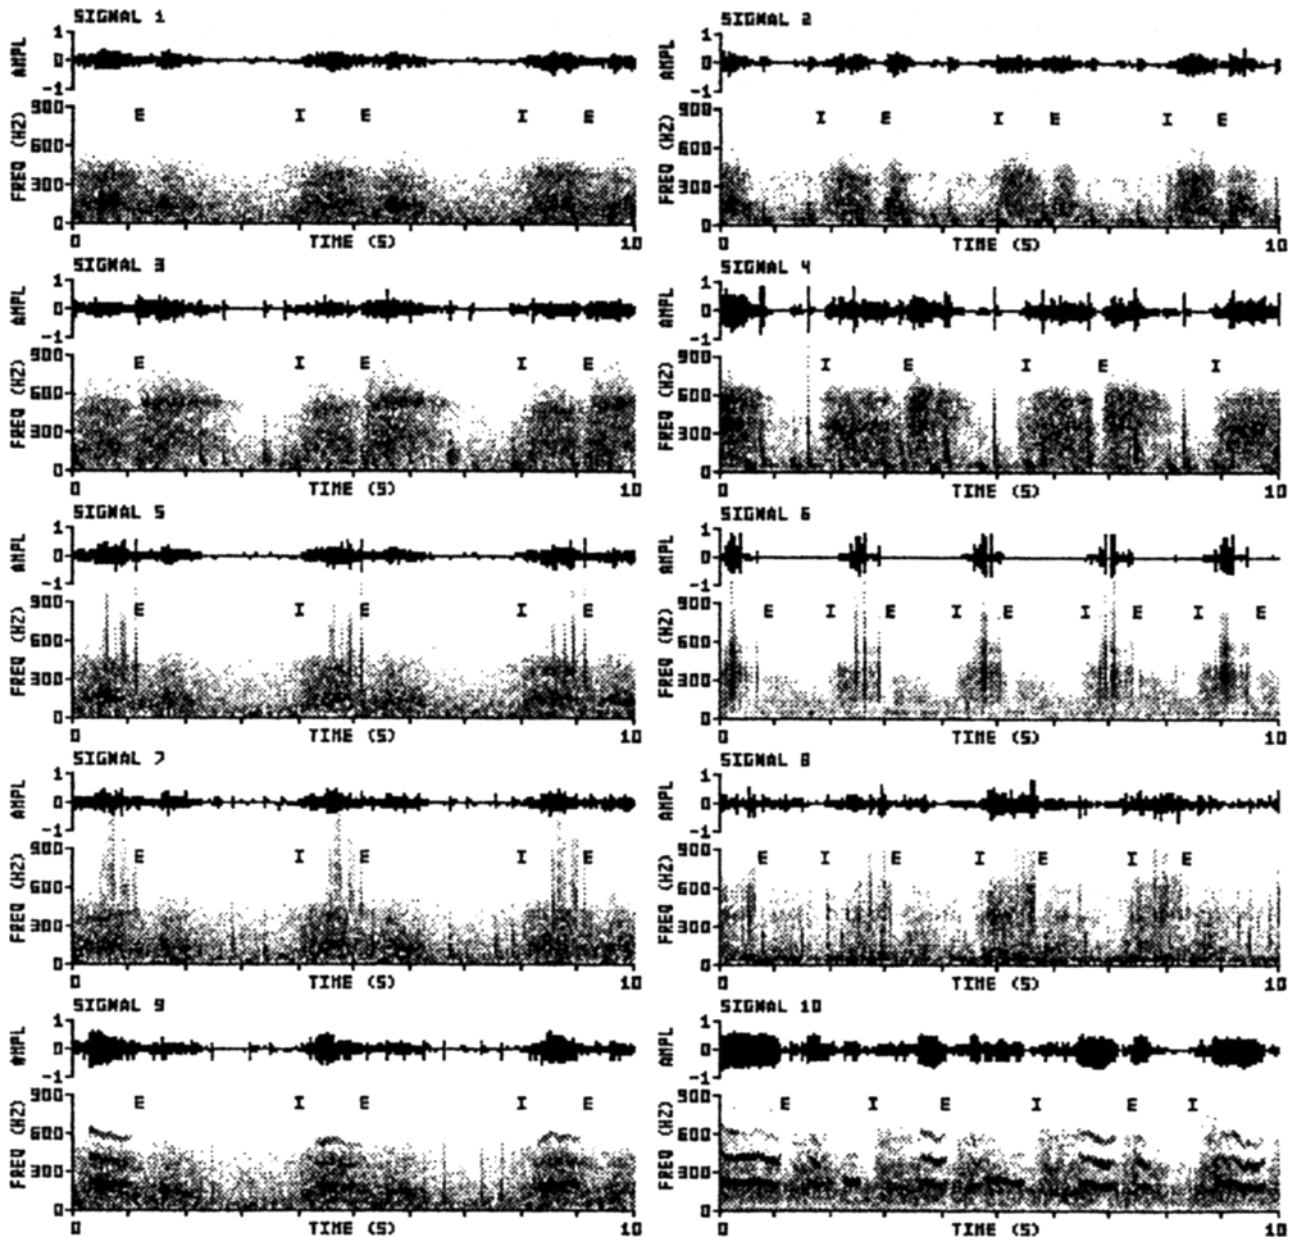 SIGNAL 1
1
0
-1
AMPL
900
600
300
0
FREQ (HZ)
E I E I E
0 TIME (S) 10
SIGNAL 2
1
0
-1
AMPL
900
600
300
0
FREQ (HZ)
I E I E I E
0 TIME (S) 10
SIGNAL 3
1
0
-1
AMPL
900
600
300
0
FREQ (HZ)
E I E I E
0 TIME (S) 10
SIGNAL 4
1
0
-1
AMPL
900
600
300
0
FREQ (HZ)
I E I E I
0 TIME (S) 10
SIGNAL 5
1
0
-1
AMPL
900
600
300
0
FREQ (HZ)
E I E I E
0 TIME (S) 10
SIGNAL 6
1
0
-1
AMPL
900
600
300
0
FREQ (HZ)
E I E I E I E I E
0 TIME (S) 10
SIGNAL 7
1
0
-1
AMPL
900
600
300
0
FREQ (HZ)
E I E I E
0 TIME (S) 10
SIGNAL 8
1
0
-1
AMPL
900
600
300
0
FREQ (HZ)
E I E I E I E
0 TIME (S) 10
SIGNAL 9
1
0
-1
AMPL
900
600
300
0
FREQ (HZ)
E I E I E
0 TIME (S) 10
SIGNAL 10
1
0
-1
AMPL
900
600
300
0
FREQ (HZ)
E I E I E I
0 TIME (S) 10